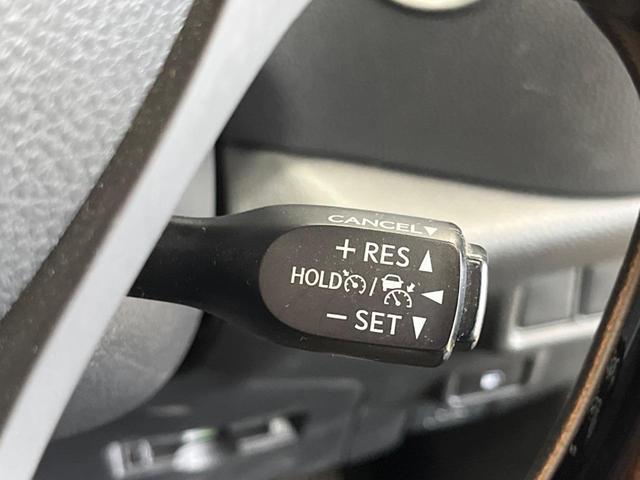 CANCEL▼
+ RES ▲
HOLD / ◀
− SET ▼